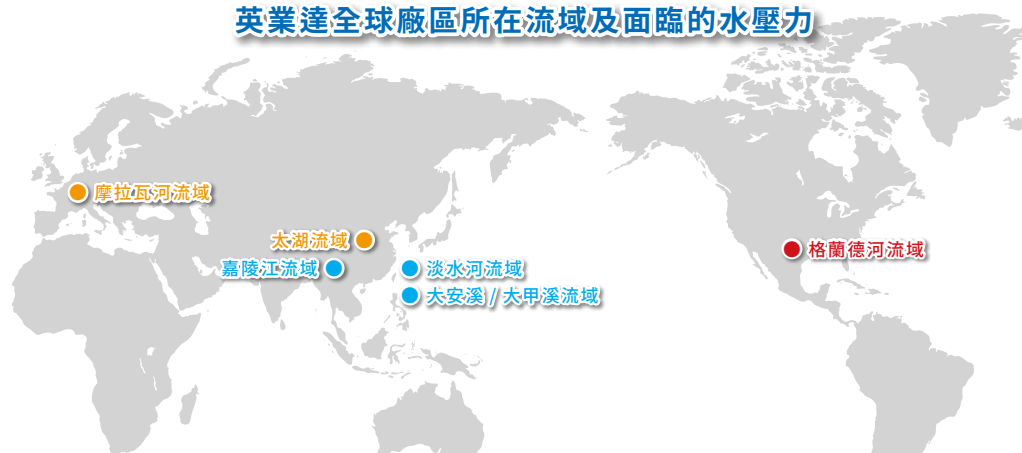 英業達全球廠區所在流域及面臨的水壓力
摩拉瓦河流域
太湖流域
嘉陵江流域
淡水河流域
大安溪 / 大甲溪流域
格蘭德河流域